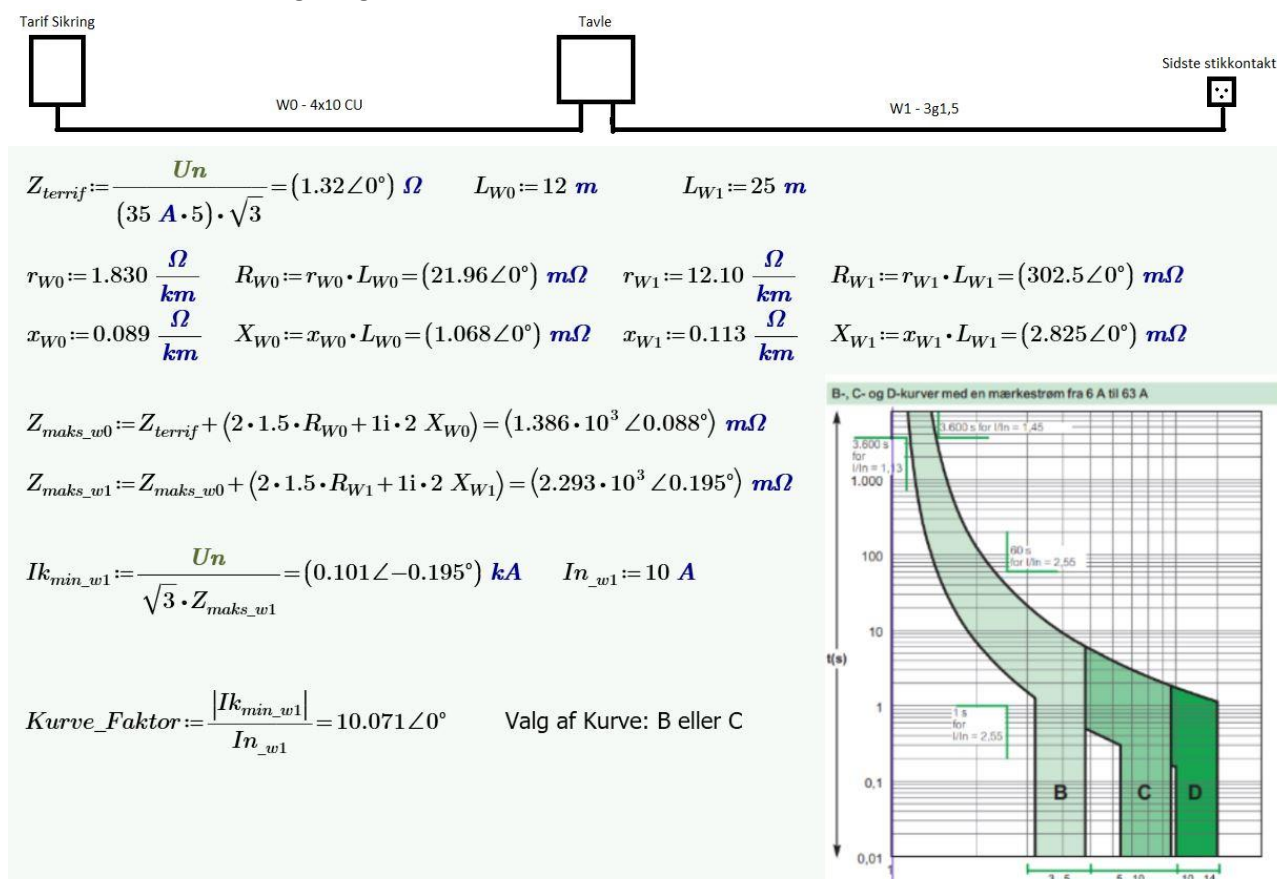 Tarif Sikring
Tavle
Sidste stikkontakt
W0 - 4x10 CU
W1 - 3g1,5
Z_terrif := Un / ((35 A·5)·√3) = (1.32∠0°) Ω L_W0 := 12 m L_W1 := 25 m
r_W0 := 1.830 Ω/km R_W0 := r_W0·L_W0 = (21.96∠0°) mΩ r_W1 := 12.10 Ω/km R_W1 := r_W1·L_W1 = (302.5∠0°) mΩ
x_W0 := 0.089 Ω/km X_W0 := x_W0·L_W0 = (1.068∠0°) mΩ x_W1 := 0.113 Ω/km X_W1 := x_W1·L_W1 = (2.825∠0°) mΩ
Z_maks_w0 := Z_terrif + (2·1.5·R_W0 + 1i·2 X_W0) = (1.386·10³ ∠0.088°) mΩ
Z_maks_w1 := Z_maks_w0 + (2·1.5·R_W1 + 1i·2 X_W1) = (2.293·10³ ∠0.195°) mΩ
Ik_min_w1 := Un / (√3·Z_maks_w1) = (0.101∠−0.195°) kA In_w1 := 10 A
Kurve_Faktor := |Ik_min_w1| / In_w1 = 10.071∠0° Valg af Kurve: B eller C
B-, C- og D-kurver med en mærkestrøm fra 6 A til 63 A
3.600 s for I/In = 1,45
3.600 s
for
I/In = 1,13
1.000
100
60 s
for I/In = 2,55
10
t(s)
1
1 s
for
I/In = 2,55
0,1
B
C
D
0,01
1